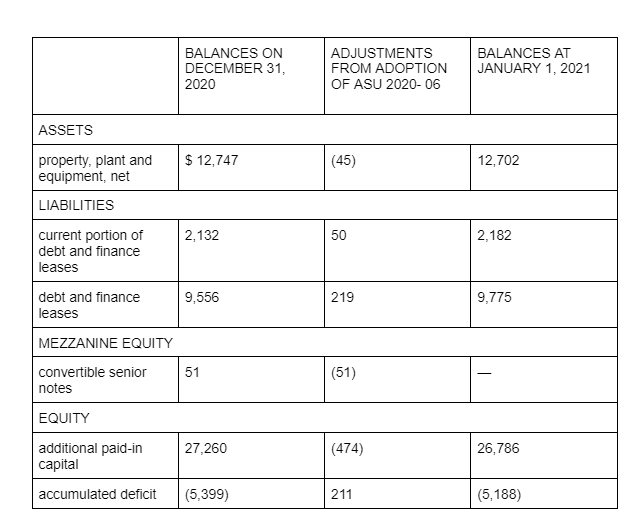 BALANCES ON
DECEMBER 31,
2020
ADJUSTMENTS
FROM ADOPTION
OF ASU 2020- 06
BALANCES AT
JANUARY 1, 2021
ASSETS
property, plant and
equipment, net
$ 12,747
(45)
12,702
LIABILITIES
current portion of
debt and finance
leases
2,132
50
2,182
debt and finance
leases
9,556
219
9,775
MEZZANINE EQUITY
convertible senior
notes
51
(51)
—
EQUITY
additional paid-in
capital
27,260
(474)
26,786
accumulated deficit
(5,399)
211
(5,188)